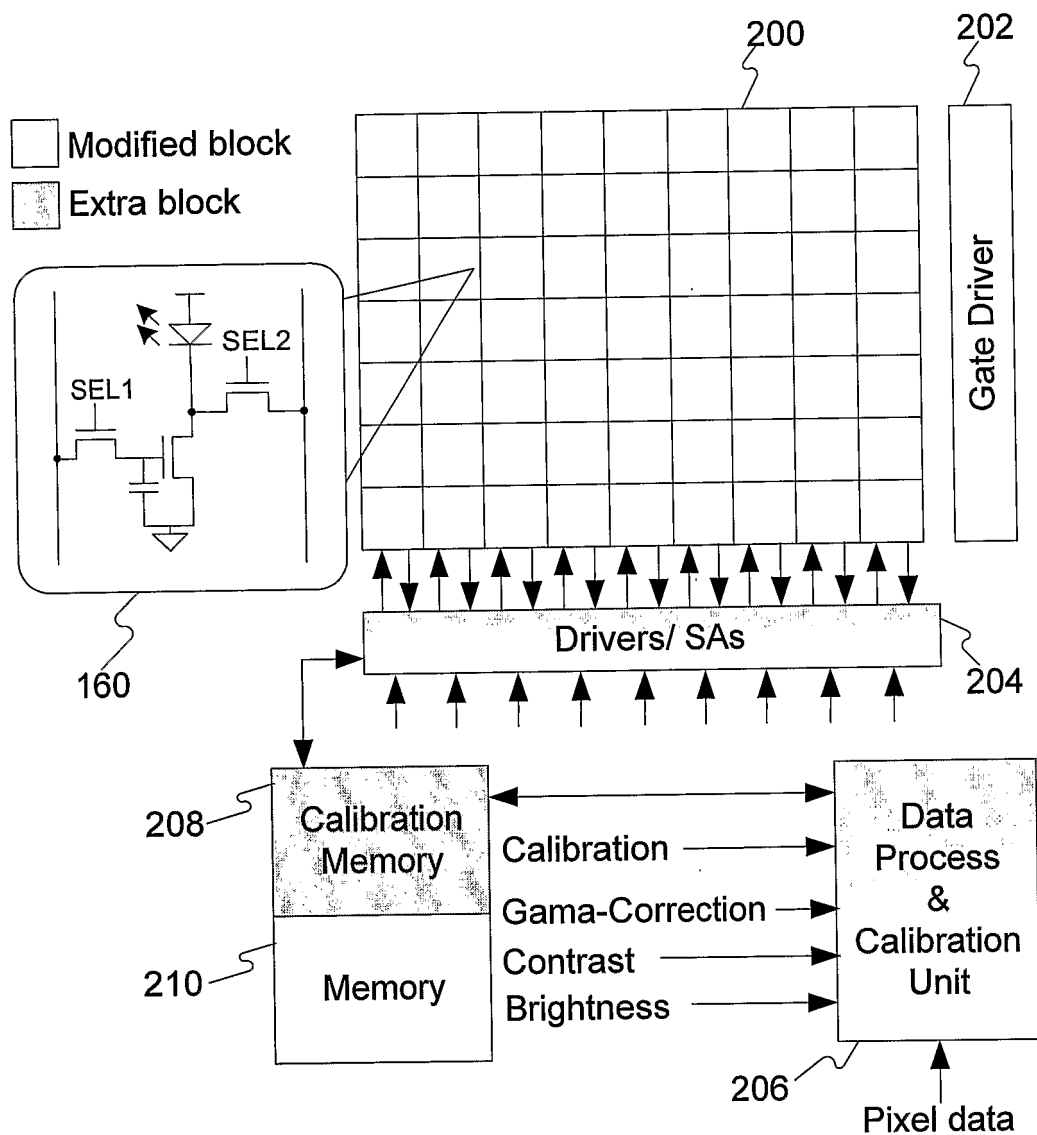 200
202
Modified block
Extra block
Gate Driver
SEL2
SEL1
Drivers/ SAs
160
204
208
Calibration
Memory
Data
Process
&
Calibration
Unit
Calibration
Gama-Correction
Contrast
Brightness
210
Memory
206
Pixel data